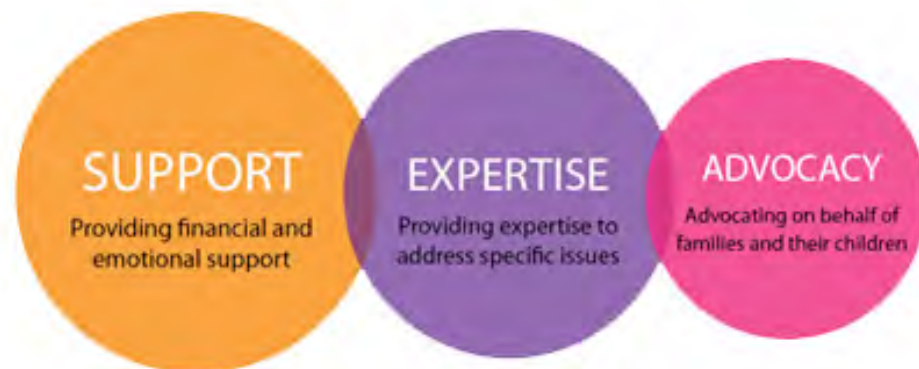 SUPPORT
Providing financial and
emotional support
EXPERTISE
Providing expertise to
address specific issues
ADVOCACY
Advocating on behalf of
families and their children